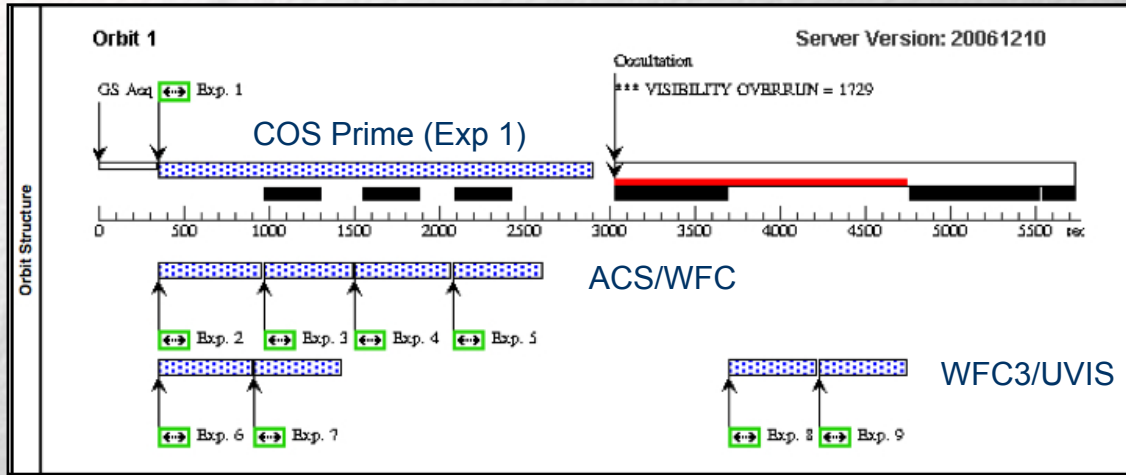 Orbit 1
Server Version: 20061210
Occultation
GS Acq Exp. 1
*** VISIBILITY OVERRUN = 1729
COS Prime (Exp 1)
Orbit Structure
0 500 1000 1500 2000 2500 3000 3500 4000 4500 5000 5500 sec
ACS/WFC
Exp. 2 Exp. 3 Exp. 4 Exp. 5
WFC3/UVIS
Exp. 6 Exp. 7 Exp. 8 Exp. 9